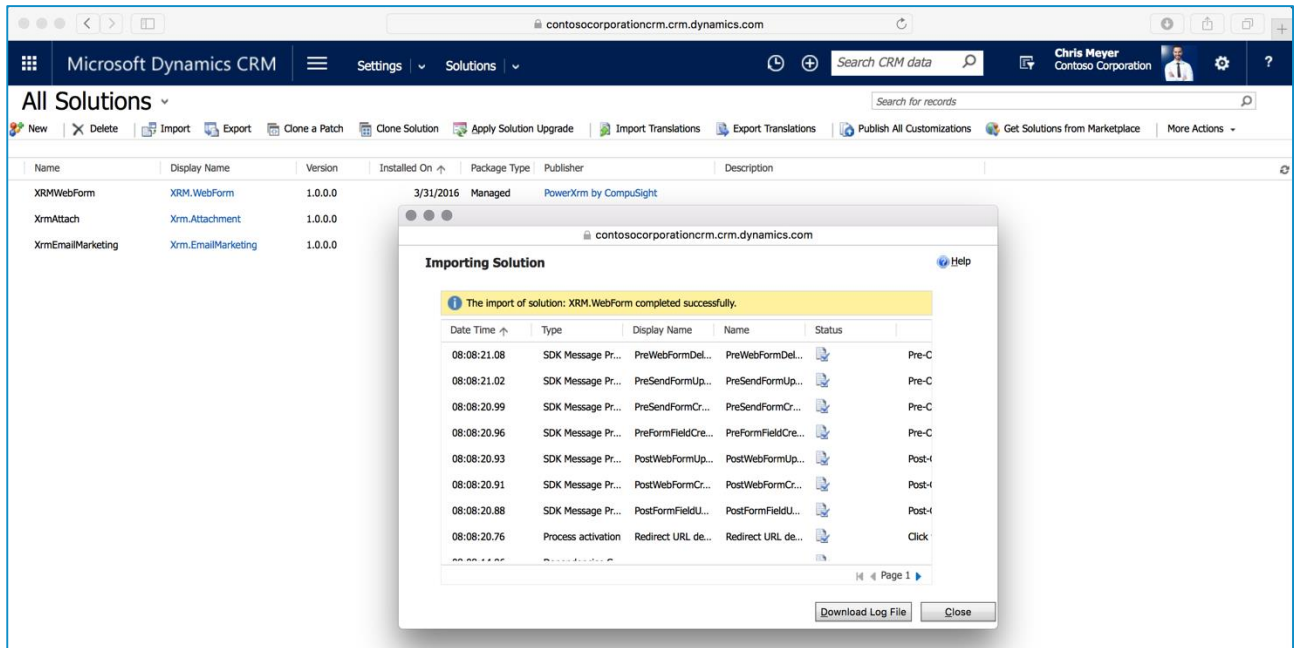 contosocorporationcrm.crm.dynamics.com
Microsoft Dynamics CRM Settings Solutions Search CRM data Chris Meyer
Contoso Corporation ?
All Solutions Search for records
New Delete Import Export Clone a Patch Clone Solution Apply Solution Upgrade Import Translations Export Translations Publish All Customizations Get Solutions from Marketplace More Actions
Name Display Name Version Installed On Package Type Publisher Description
XRMWebForm XRM.WebForm 1.0.0.0 3/31/2016 Managed PowerXrm by CompuSight
XrmAttach Xrm.Attachment 1.0.0.0
XrmEmailMarketing Xrm.EmailMarketing 1.0.0.0
contosocorporationcrm.crm.dynamics.com
Importing Solution Help
The import of solution: XRM.WebForm completed successfully.
Date Time Type Display Name Name Status
08:08:21.08 SDK Message Pr... PreWebFormDel... PreWebFormDel... Pre-C
08:08:21.02 SDK Message Pr... PreSendFormUp... PreSendFormUp... Pre-C
08:08:20.99 SDK Message Pr... PreSendFormCr... PreSendFormCr... Pre-C
08:08:20.96 SDK Message Pr... PreFormFieldCre... PreFormFieldCre... Pre-C
08:08:20.93 SDK Message Pr... PostWebFormUp... PostWebFormUp... Post-
08:08:20.91 SDK Message Pr... PostWebFormCr... PostWebFormCr... Post-
08:08:20.88 SDK Message Pr... PostFormFieldU... PostFormFieldU... Post-
08:08:20.76 Process activation Redirect URL de... Redirect URL de... Click
Page 1
Download Log File Close